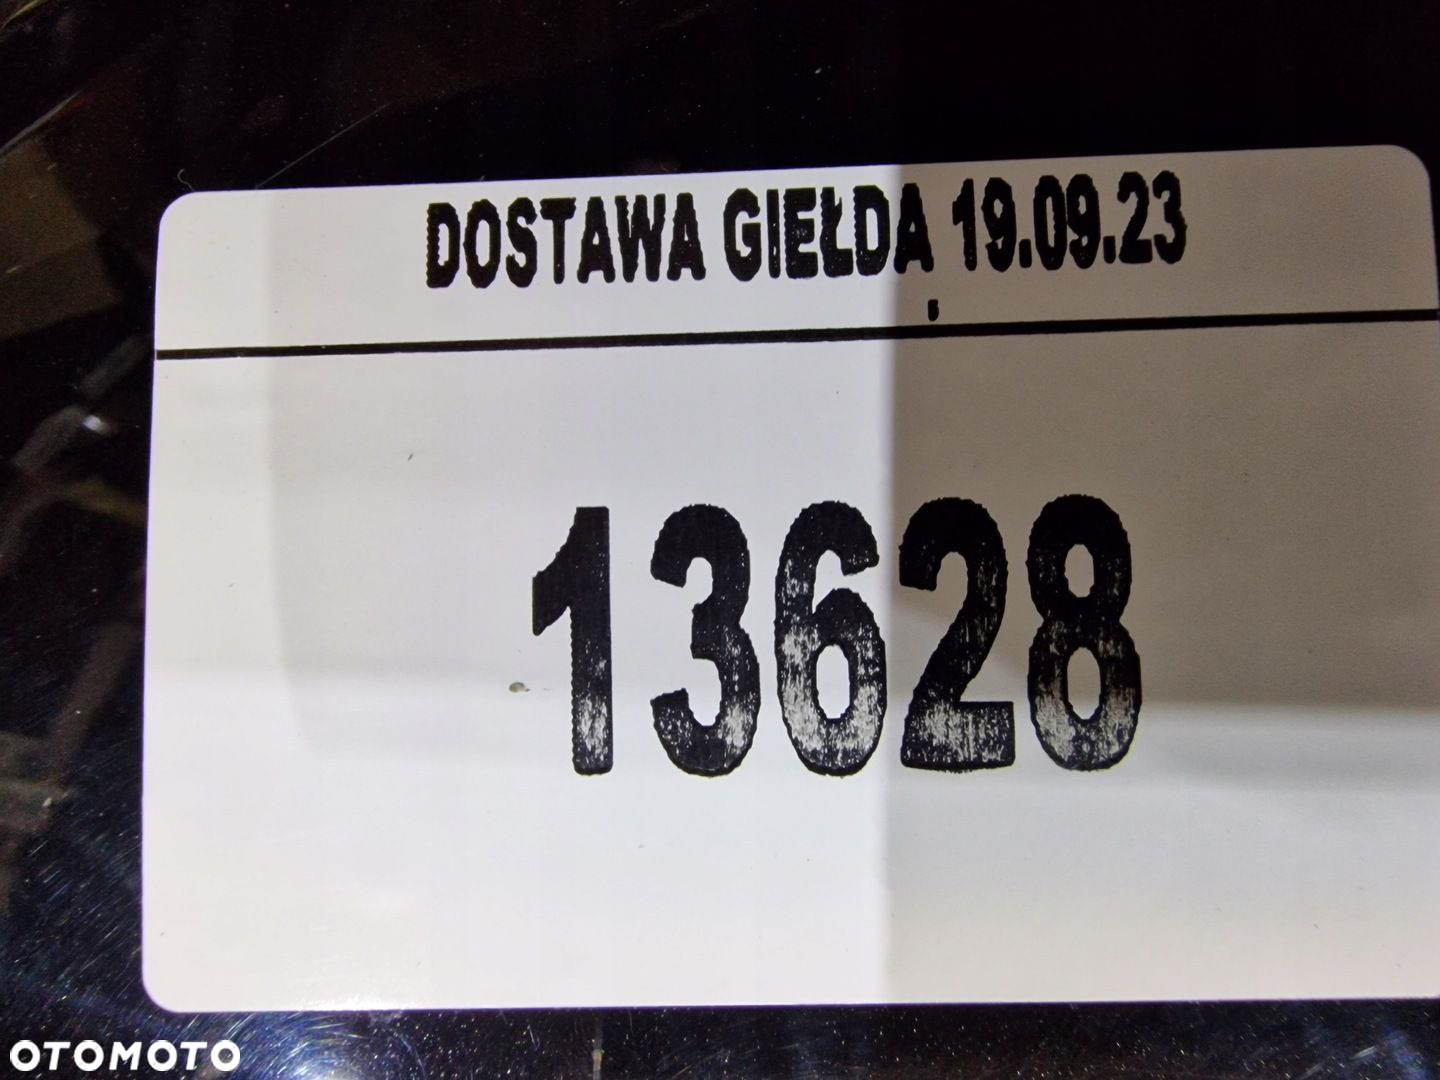 DOSTAWA GIEŁDA 19.09.23
13628
OTOMOTO